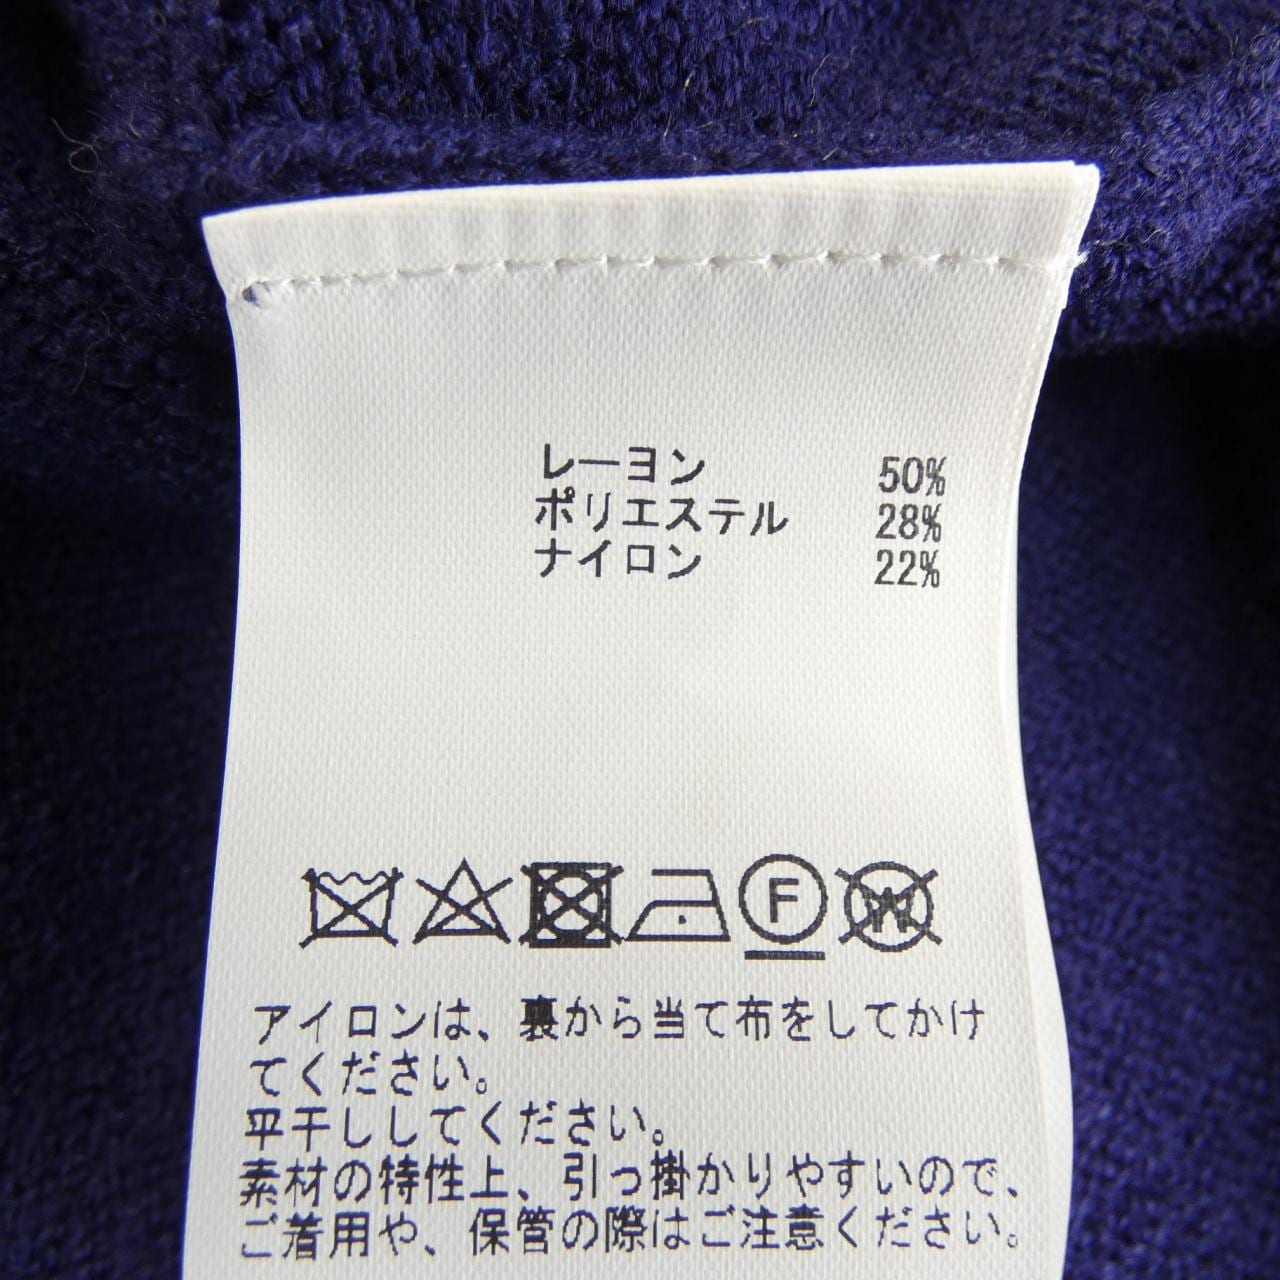 レーヨン 50%
ポリエステル 28%
ナイロン 22%
F W
アイロンは、裏から当て布をしてかけ
てください。
平干ししてください。
素材の特性上、引っ掛かりやすいので、
ご着用や、保管の際はご注意ください。